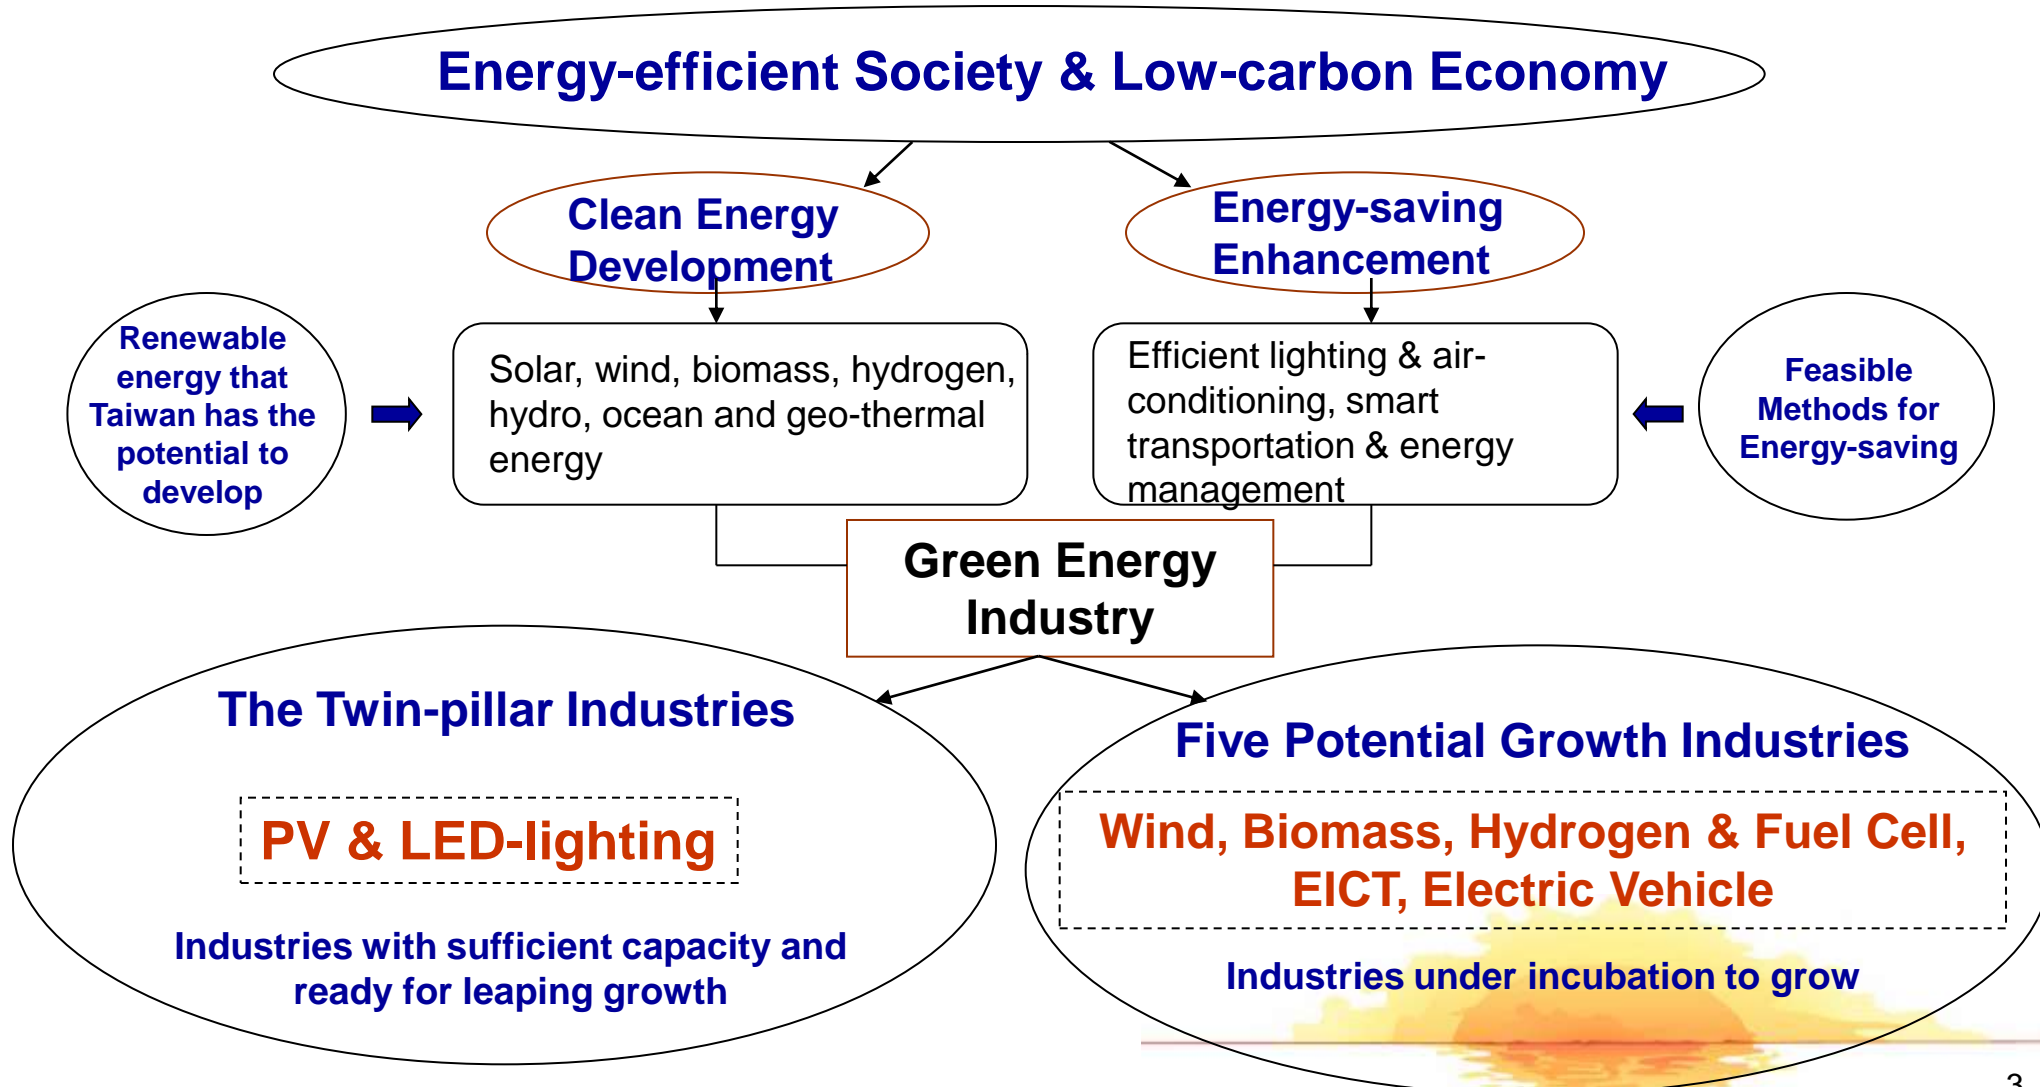 Energy-efficient Society & Low-carbon Economy
Clean Energy
Development
Energy-saving
Enhancement
Renewable
energy that
Taiwan has the
potential to
develop
Solar, wind, biomass, hydrogen,
hydro, ocean and geo-thermal
energy
Efficient lighting & air-
conditioning, smart
transportation & energy
management
Feasible
Methods for
Energy-saving
Green Energy
Industry
The Twin-pillar Industries
PV & LED-lighting
Industries with sufficient capacity and
ready for leaping growth
Five Potential Growth Industries
Wind, Biomass, Hydrogen & Fuel Cell,
EICT, Electric Vehicle
Industries under incubation to grow
3